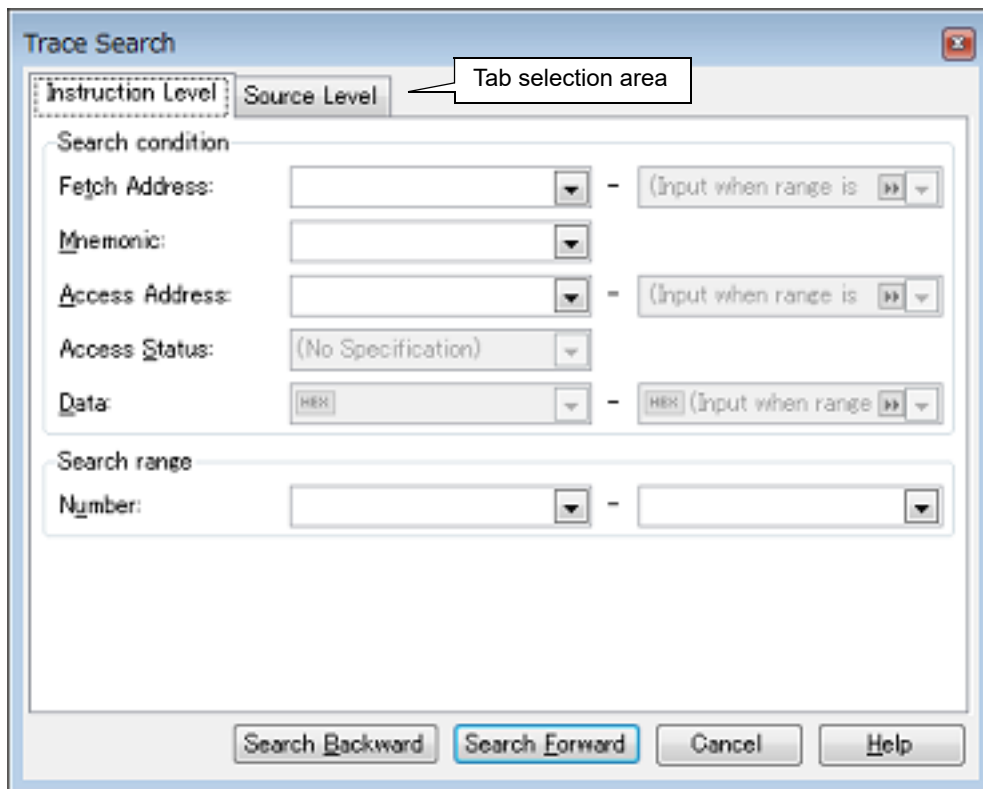 Trace Search
Tab selection area
Instruction Level Source Level
Search condition
Fetch Address: - (Input when range is
Mnemonic:
Access Address: - (Input when range is
Access Status: (No Specification)
Data: HEX - HEX (Input when range
Search range
Number: -
Search Backward Search Forward Cancel Help